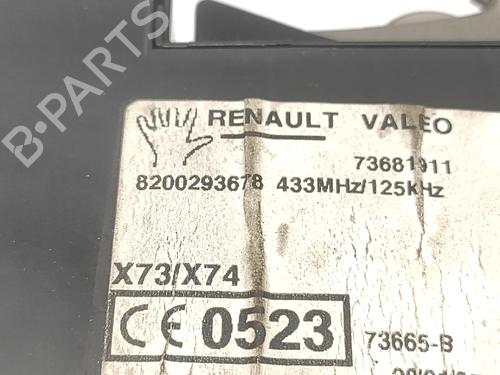 RENAULT VALEO
73681911
8200293678 433MHz/125kHz
X73/X74
CE 0523
73665-B
B-PARTS